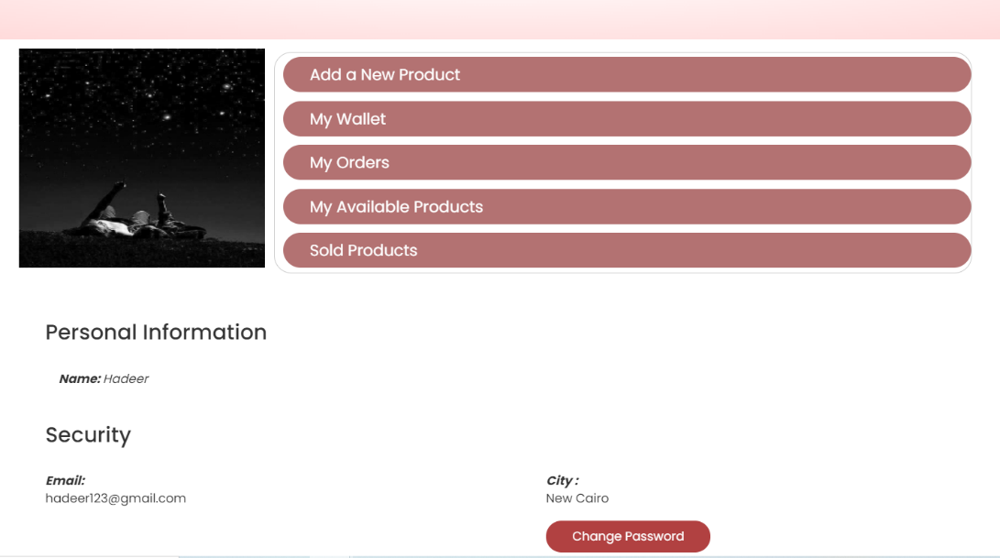 Add a New Product
My Wallet
My Orders
My Available Products
Sold Products
Personal Information
Name: Hadeer
Security
Email:
hadeer123@gmail.com
City :
New Cairo
Change Password